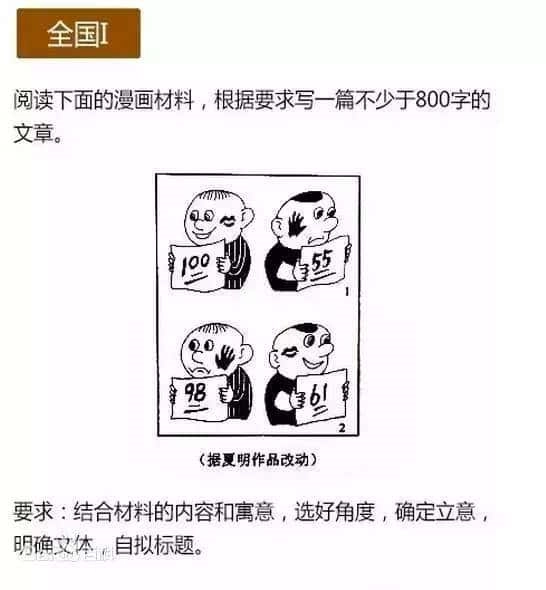 全国I
阅读下面的漫画材料，根据要求写一篇不少于800字的
文章。
100
55
1
98
61
2
（据夏明作品改动）
要求：结合材料的内容和寓意，选好角度，确定立意，
明确文体，自拟标题。